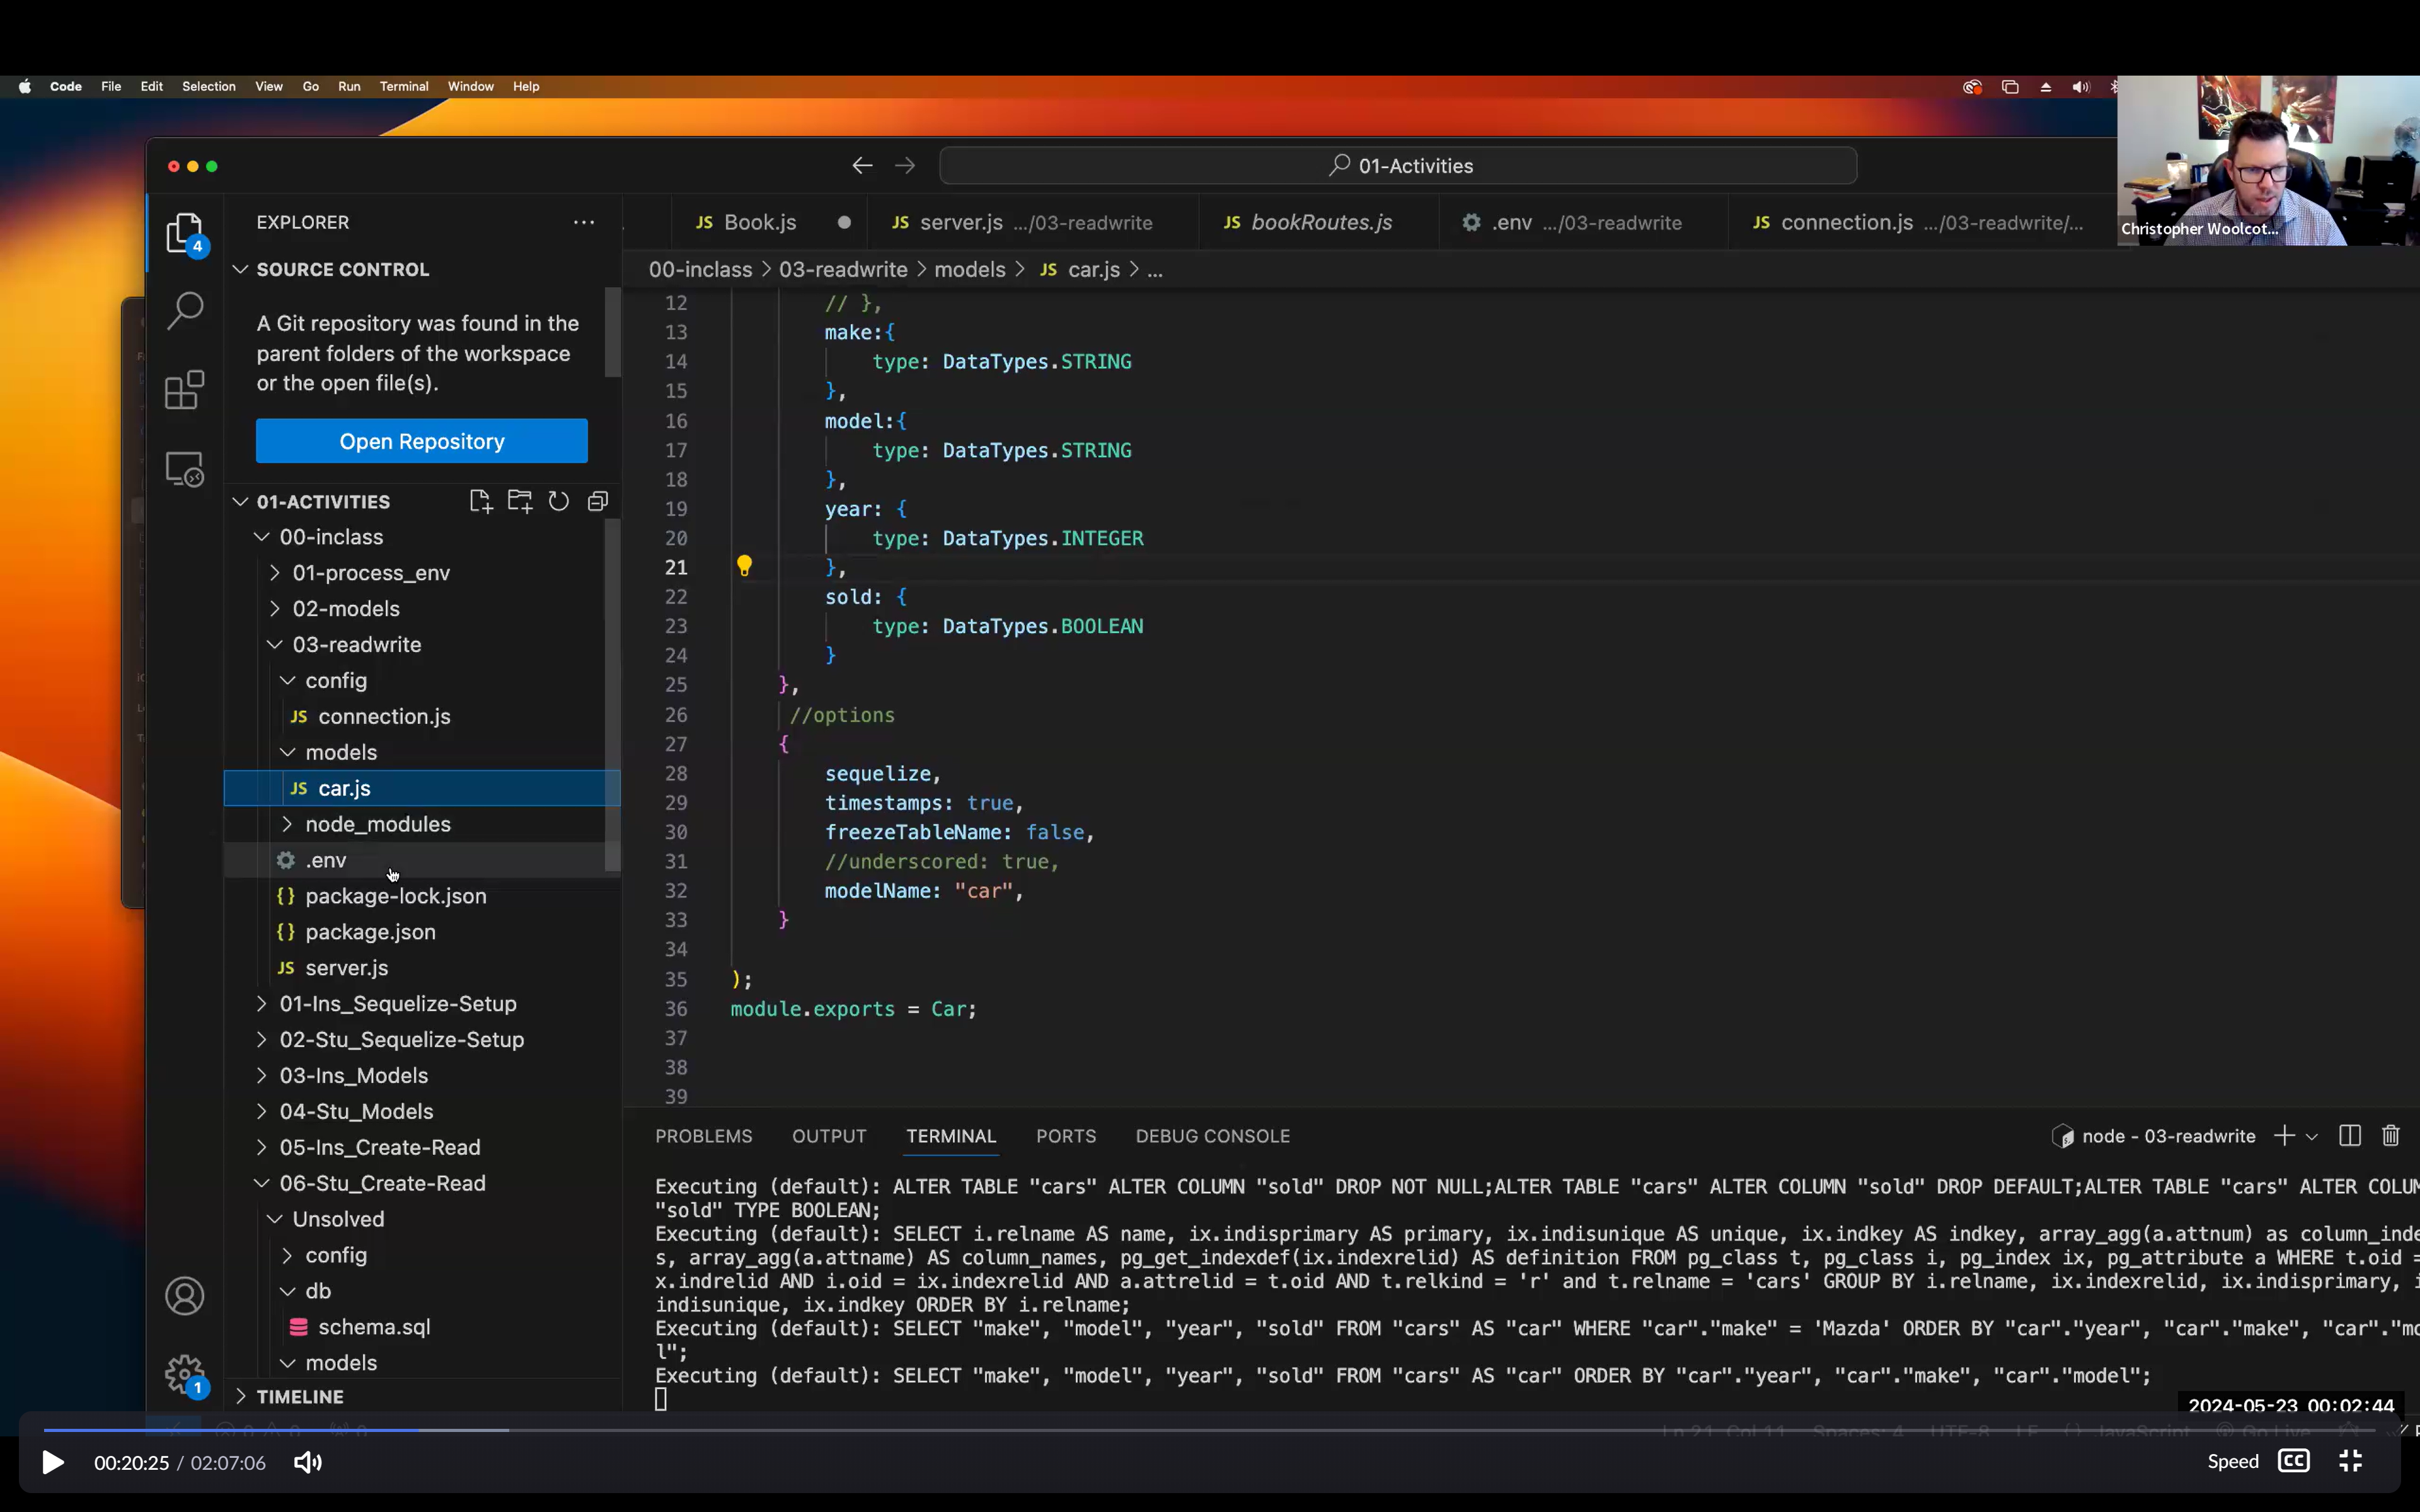 Code File Edit Selection View Go Run Terminal Window Help
Christopher Woolcot...
01-Activities
EXPLORER
JS Book.js
JS server.js .../03-readwrite
JS bookRoutes.js
.env .../03-readwrite
JS connection.js .../03-readwrite/...
4
SOURCE CONTROL
A Git repository was found in the
parent folders of the workspace
or the open file(s).
Open Repository
01-ACTIVITIES
00-inclass
01-process_env
02-models
03-readwrite
config
JS connection.js
models
JS car.js
node_modules
.env
{} package-lock.json
{} package.json
JS server.js
01-Ins_Sequelize-Setup
02-Stu_Sequelize-Setup
03-Ins_Models
04-Stu_Models
05-Ins_Create-Read
06-Stu_Create-Read
Unsolved
config
db
schema.sql
models
1
TIMELINE
00-inclass > 03-readwrite > models > JS car.js > ...
12 // },
13 make:{
14 type: DataTypes.STRING
15 },
16 model:{
17 type: DataTypes.STRING
18 },
19 year: {
20 type: DataTypes.INTEGER
21 },
22 sold: {
23 type: DataTypes.BOOLEAN
24 }
25 },
26 //options
27 {
28 sequelize,
29 timestamps: true,
30 freezeTableName: false,
31 //underscored: true,
32 modelName: "car",
33 }
34
35 );
36 module.exports = Car;
37
38
39
PROBLEMS OUTPUT TERMINAL PORTS DEBUG CONSOLE
node - 03-readwrite
Executing (default): ALTER TABLE "cars" ALTER COLUMN "sold" DROP NOT NULL;ALTER TABLE "cars" ALTER COLUMN "sold" DROP DEFAULT;ALTER TABLE "cars" ALTER COLUM
"sold" TYPE BOOLEAN;
Executing (default): SELECT i.relname AS name, ix.indisprimary AS primary, ix.indisunique AS unique, ix.indkey AS indkey, array_agg(a.attnum) as column_inde
s, array_agg(a.attname) AS column_names, pg_get_indexdef(ix.indexrelid) AS definition FROM pg_class t, pg_class i, pg_index ix, pg_attribute a WHERE t.oid =
x.indrelid AND i.oid = ix.indexrelid AND a.attrelid = t.oid AND t.relkind = 'r' and t.relname = 'cars' GROUP BY i.relname, ix.indexrelid, ix.indisprimary, i
indisunique, ix.indkey ORDER BY i.relname;
Executing (default): SELECT "make", "model", "year", "sold" FROM "cars" AS "car" WHERE "car"."make" = 'Mazda' ORDER BY "car"."year", "car"."make", "car"."mo
l";
Executing (default): SELECT "make", "model", "year", "sold" FROM "cars" AS "car" ORDER BY "car"."year", "car"."make", "car"."model";
2024-05-23 00:02:44
Ln 21, Col 11 Spaces: 4 UTF-8 LF {} JavaScript Go Live
00:20:25 / 02:07:06
Speed CC